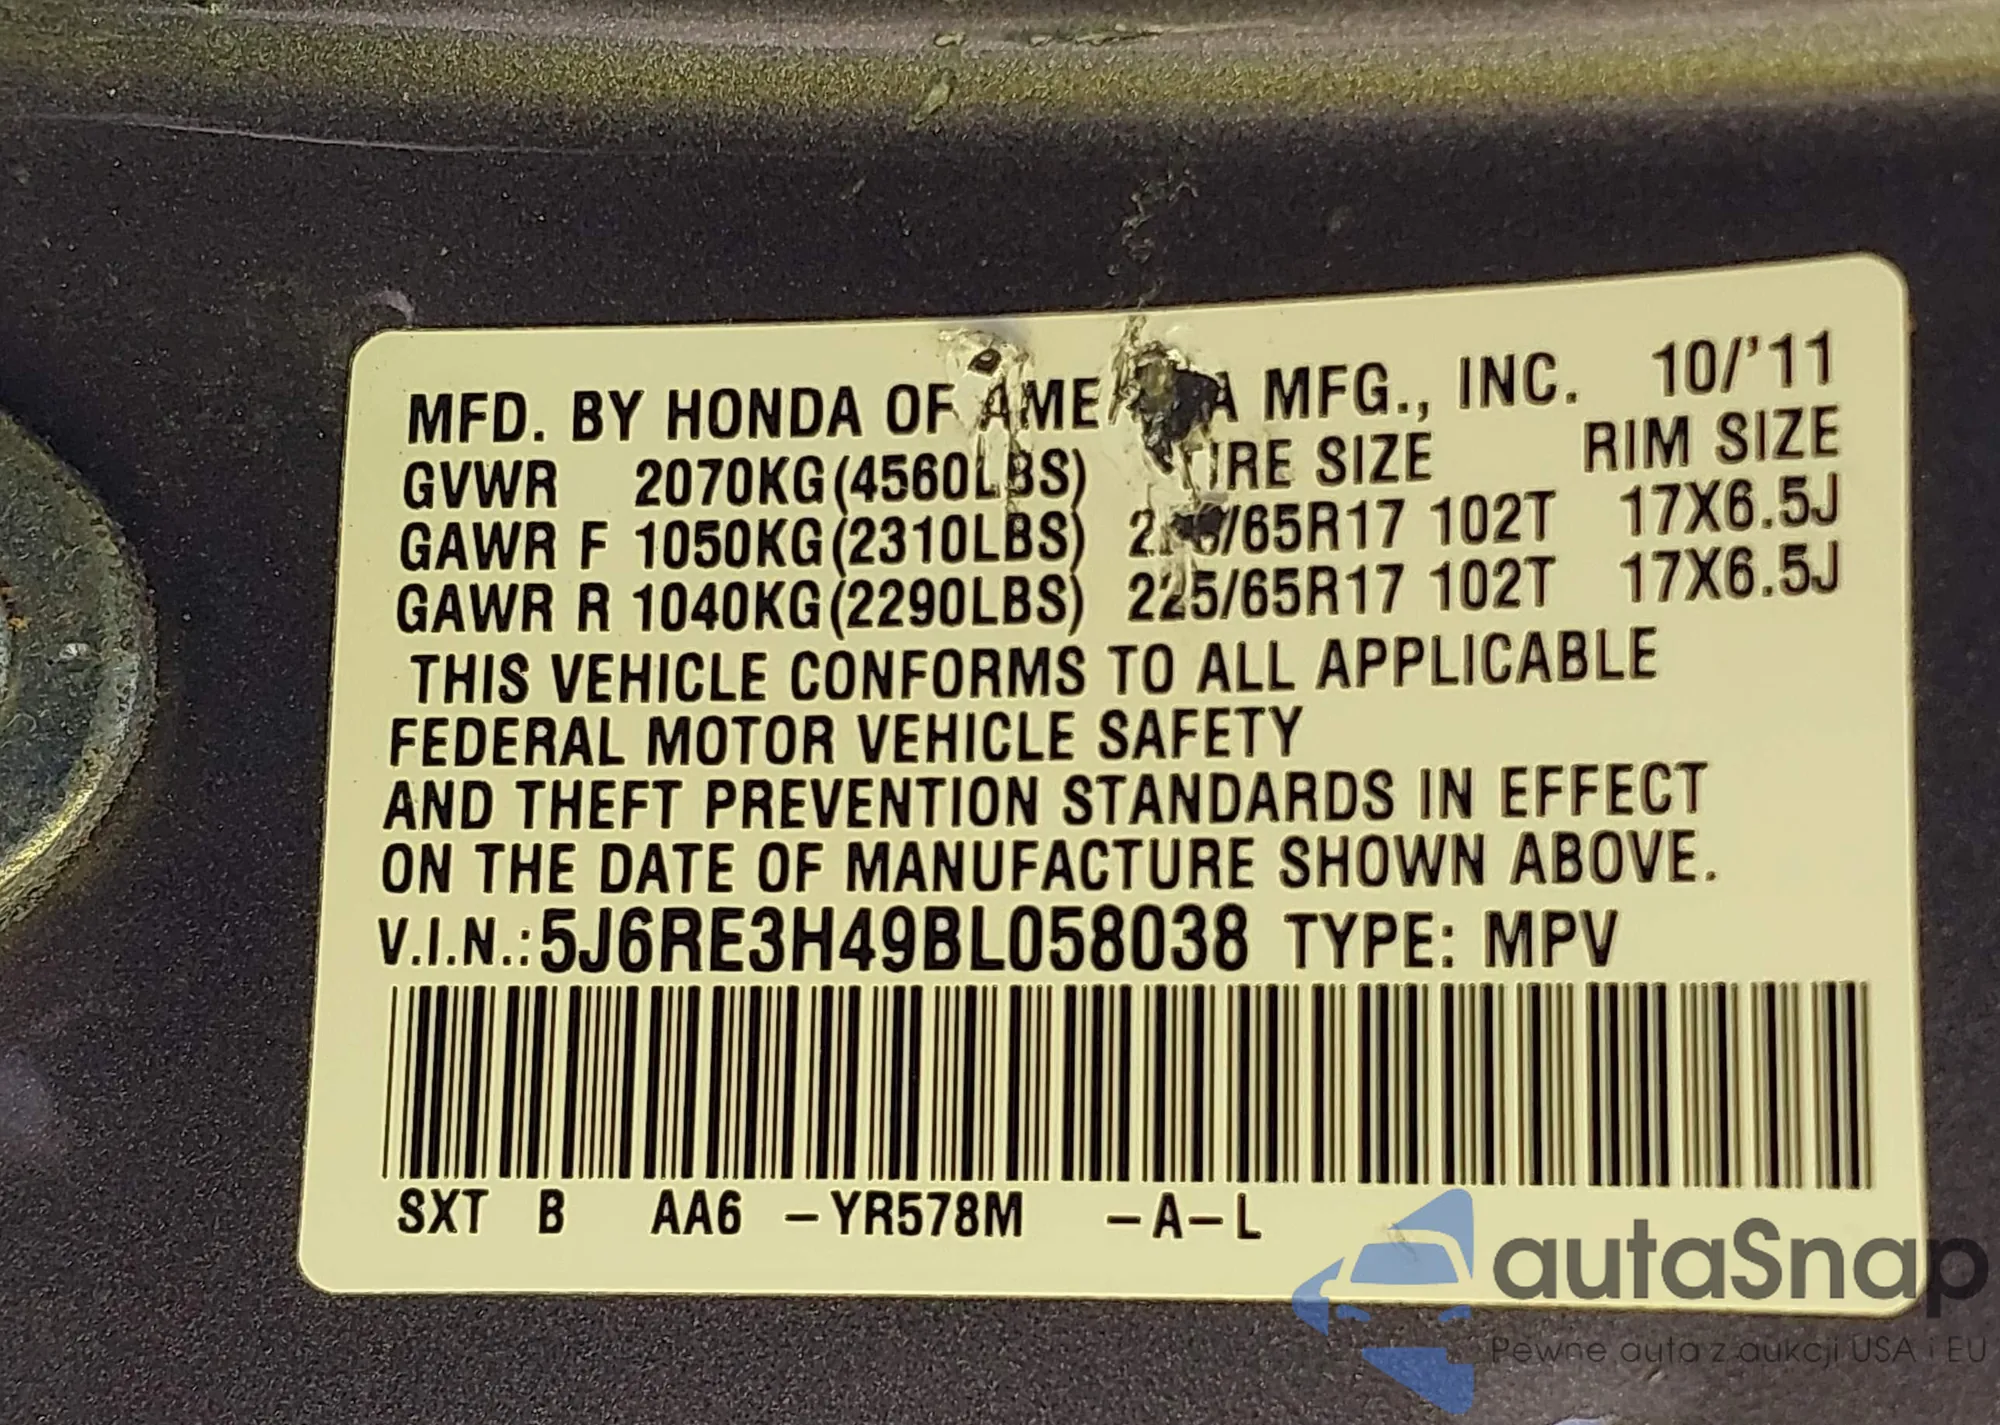 MFD. BY HONDA OF MFG., INC. 10/'11
GVWR 2070KG(4560LBS) SIZE RIM SIZE
GAWR F 1050KG(2310LBS) 102T 17X6.5J
GAWR R 1040KG(2290LBS) 225/65R17 102T 17X6.5J
THIS VEHICLE CONFORMS TO ALL APPLICABLE
FEDERAL MOTOR VEHICLE SAFETY
AND THEFT PREVENTION STANDARDS IN EFFECT
ON THE DATE OF MANUFACTURE SHOWN ABOVE.
V.I.N.:5J6RE3H49BL058038 TYPE: MPV
SXT B AA6 -YR578M -A-L
autaSnap
Pewne auta z aukcji USA i EU